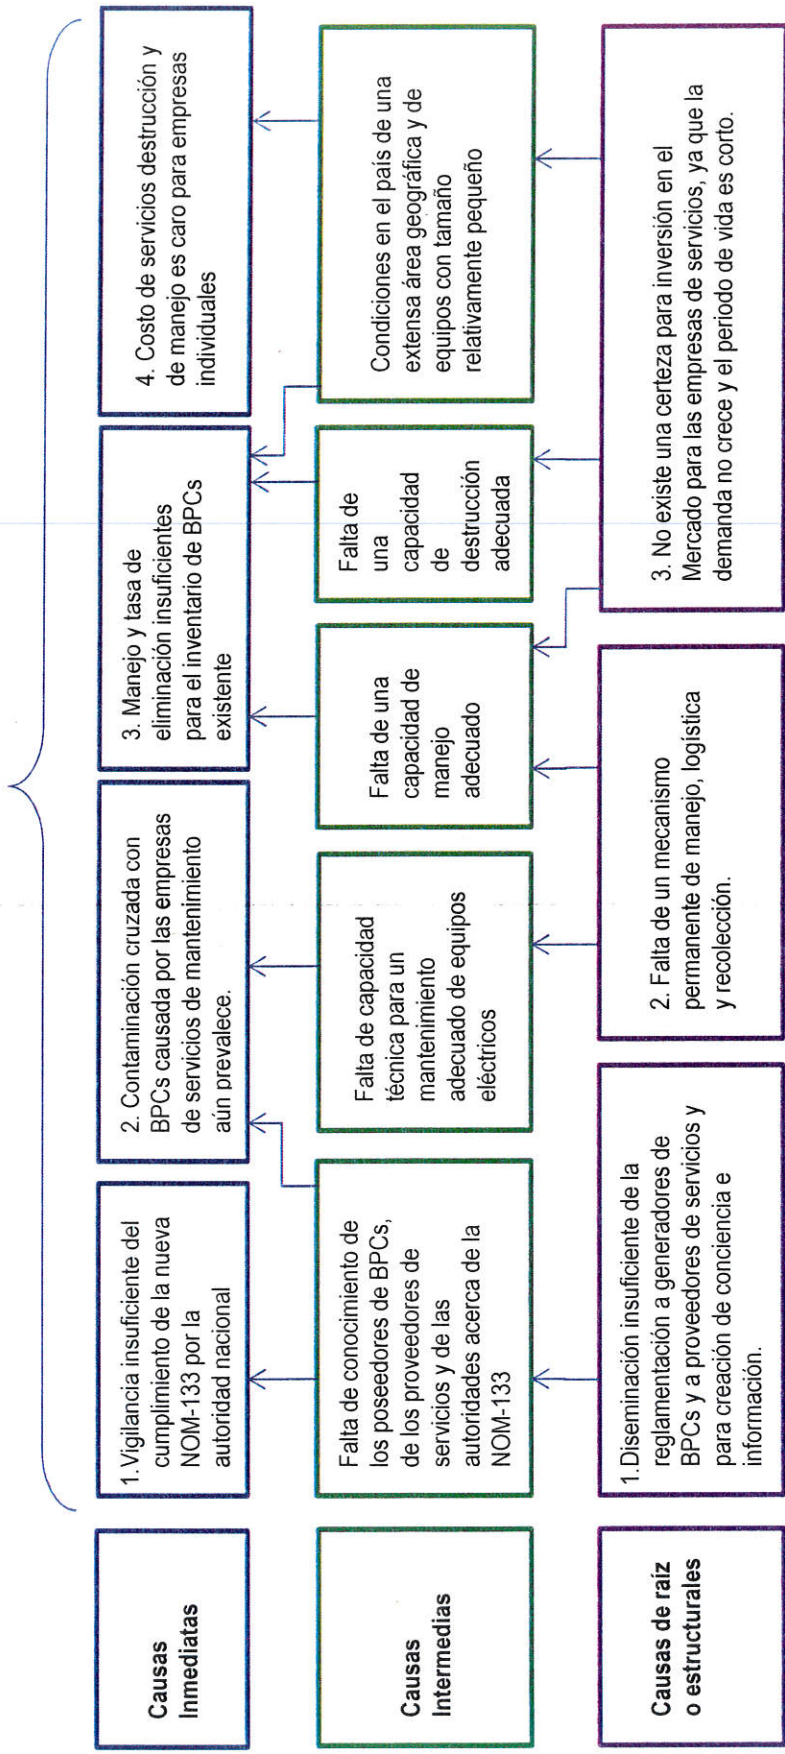 Causas
Inmediatas
1.Vigilancia insuficiente del
cumplimiento de la nueva
NOM-133 por la
autoridad nacional
2. Contaminación cruzada con
BPCs causada por las empresas
de servicios de mantenimiento
aún prevalece.
3. Manejo y tasa de
eliminación insuficientes
para el inventario de BPCs
existente
4. Costo de servicios destrucción y
de manejo es caro para empresas
individuales
Causas
Intermedias
Falta de conocimiento de
los poseedores de BPCs,
de los proveedores de
servicios y de las
autoridades acerca de la
NOM-133
Falta de capacidad
técnica para un
mantenimiento
adecuado de equipos
eléctricos
Falta de una
capacidad de
manejo
adecuado
Falta de
una
capacidad
de
destrucción
adecuada
Condiciones en el país de una
extensa área geográfica y de
equipos con tamaño
relativamente pequeño
Causas de raíz
o estructurales
1.Diseminación insuficiente de la
reglamentación a generadores de
BPCs y a proveedores de servicios y
para creación de conciencia e
información.
2. Falta de un mecanismo
permanente de manejo, logística
y recolección.
3. No existe una certeza para inversión en el
Mercado para las empresas de servicios, ya que la
demanda no crece y el periodo de vida es corto.